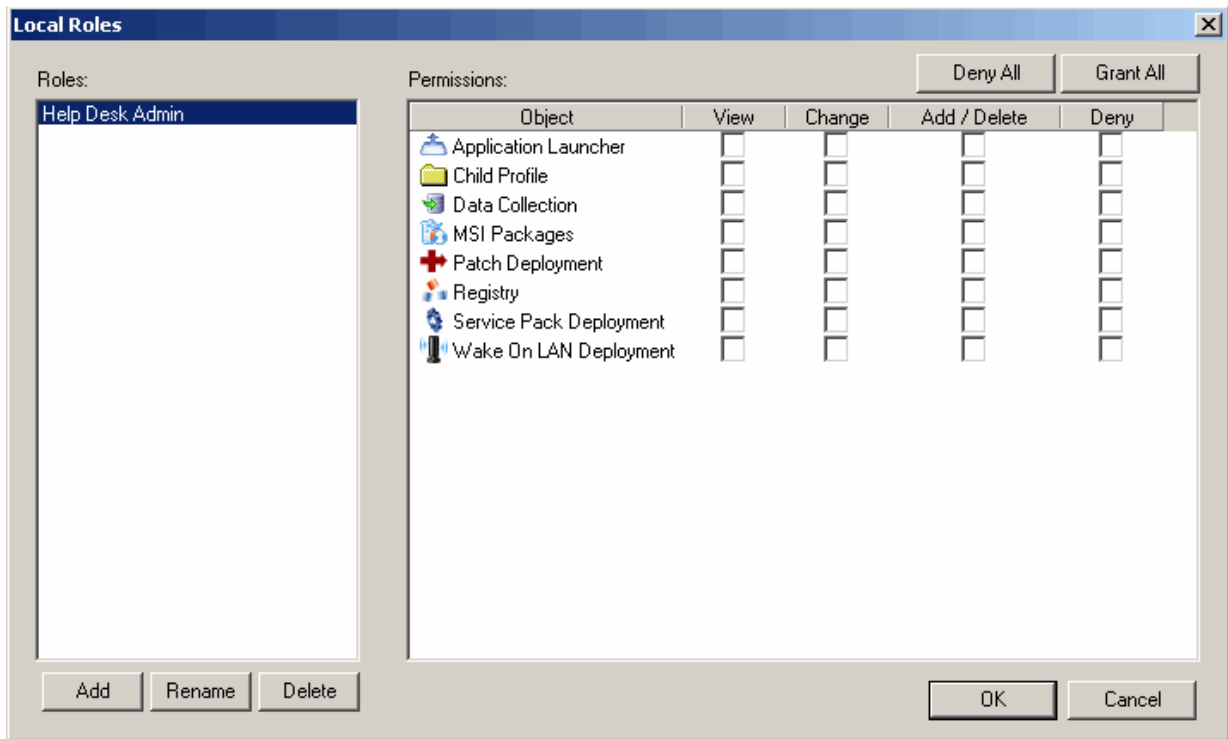 Local Roles
Roles:
Permissions:
Deny All
Grant All
Help Desk Admin
Object View Change Add / Delete Deny
Application Launcher
Child Profile
Data Collection
MSI Packages
Patch Deployment
Registry
Service Pack Deployment
Wake On LAN Deployment
Add Rename Delete
OK Cancel